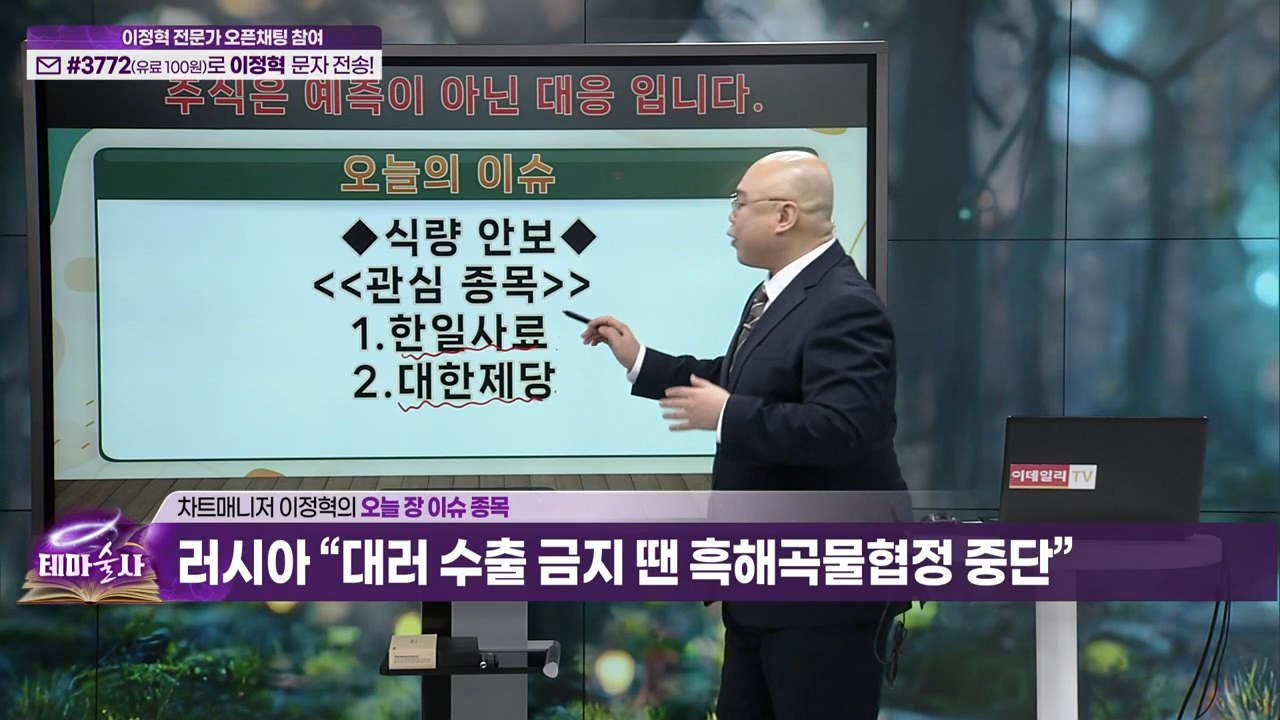 이정혁 전문가 오픈채팅 참여
#3772(유료 100원)로 이정혁 문자 전송!
주식은 예측이 아닌 대응 입니다.
오늘의 이슈
◆식량 안보◆
<<관심 종목>>
1.한일사료
2.대한제당
이데일리 TV
차트매니저 이정혁의 오늘 장 이슈 종목
테마술사
러시아 “대러 수출 금지 땐 흑해곡물협정 중단”